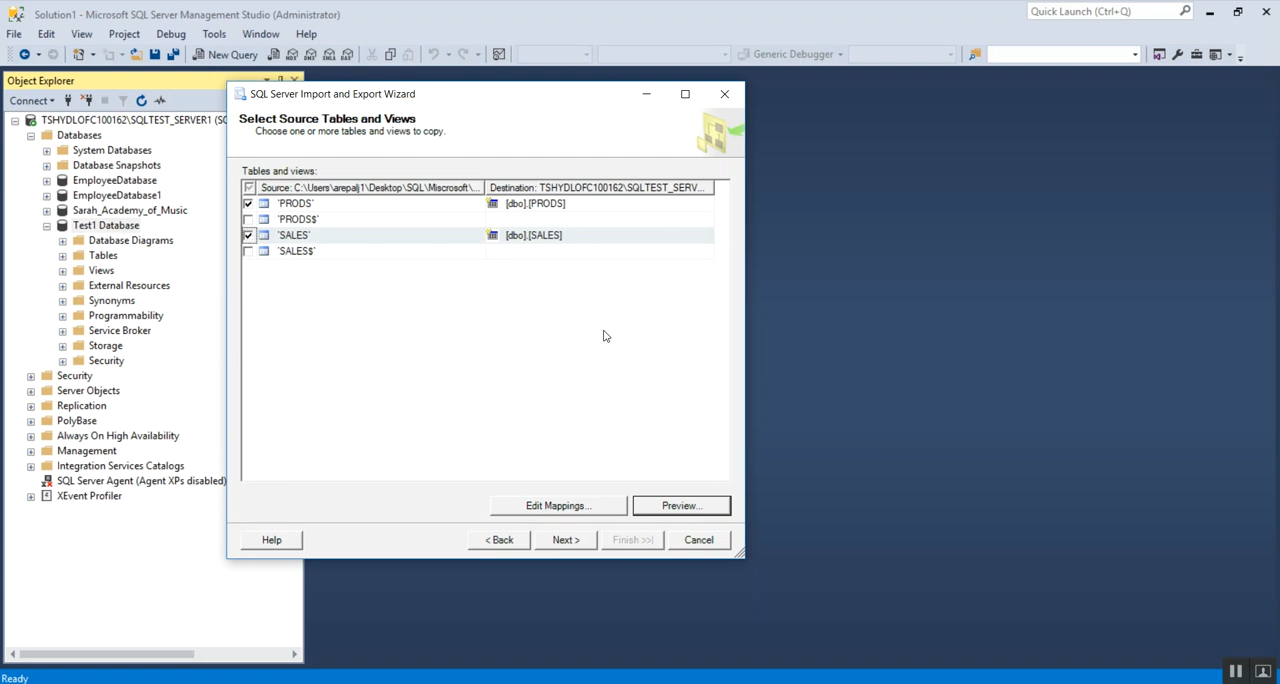 Solution1 - Microsoft SQL Server Management Studio (Administrator)
Quick Launch (Ctrl+Q)
File Edit View Project Debug Tools Window Help
New Query
Generic Debugger
Object Explorer
Connect
TSHYDLOFC100162\SQLTEST_SERVER1 (SQ
Databases
System Databases
Database Snapshots
EmployeeDatabase
EmployeeDatabase1
Sarah_Academy_of_Music
Test1 Database
Database Diagrams
Tables
Views
External Resources
Synonyms
Programmability
Service Broker
Storage
Security
Security
Server Objects
Replication
PolyBase
Always On High Availability
Management
Integration Services Catalogs
SQL Server Agent (Agent XPs disabled)
XEvent Profiler
SQL Server Import and Export Wizard
Select Source Tables and Views
Choose one or more tables and views to copy.
Tables and views:
Source: C:\Users\arepalj1\Desktop\SQL\Miscrosoft\... Destination: TSHYDLOFC100162\SQLTEST_SERV...
`PRODS` [dbo].[PRODS]
`PRODS$`
`SALES` [dbo].[SALES]
`SALES$`
Edit Mappings... Preview...
Help < Back Next > Finish >>| Cancel
Ready